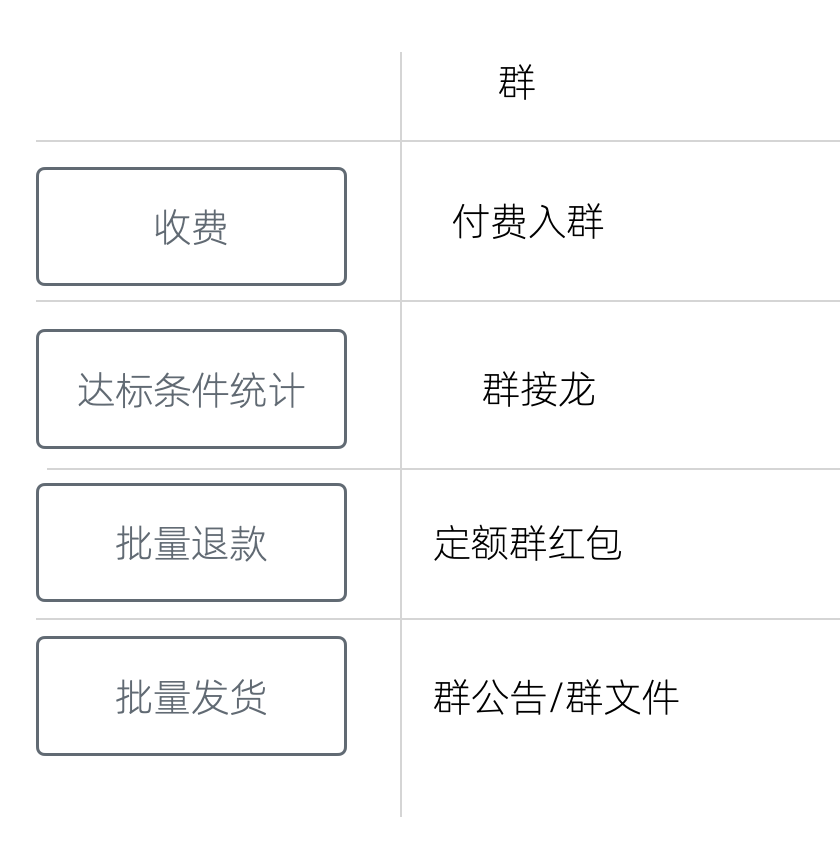 群
收费
付费入群
达标条件统计
群接龙
批量退款
定额群红包
批量发货
群公告/群文件